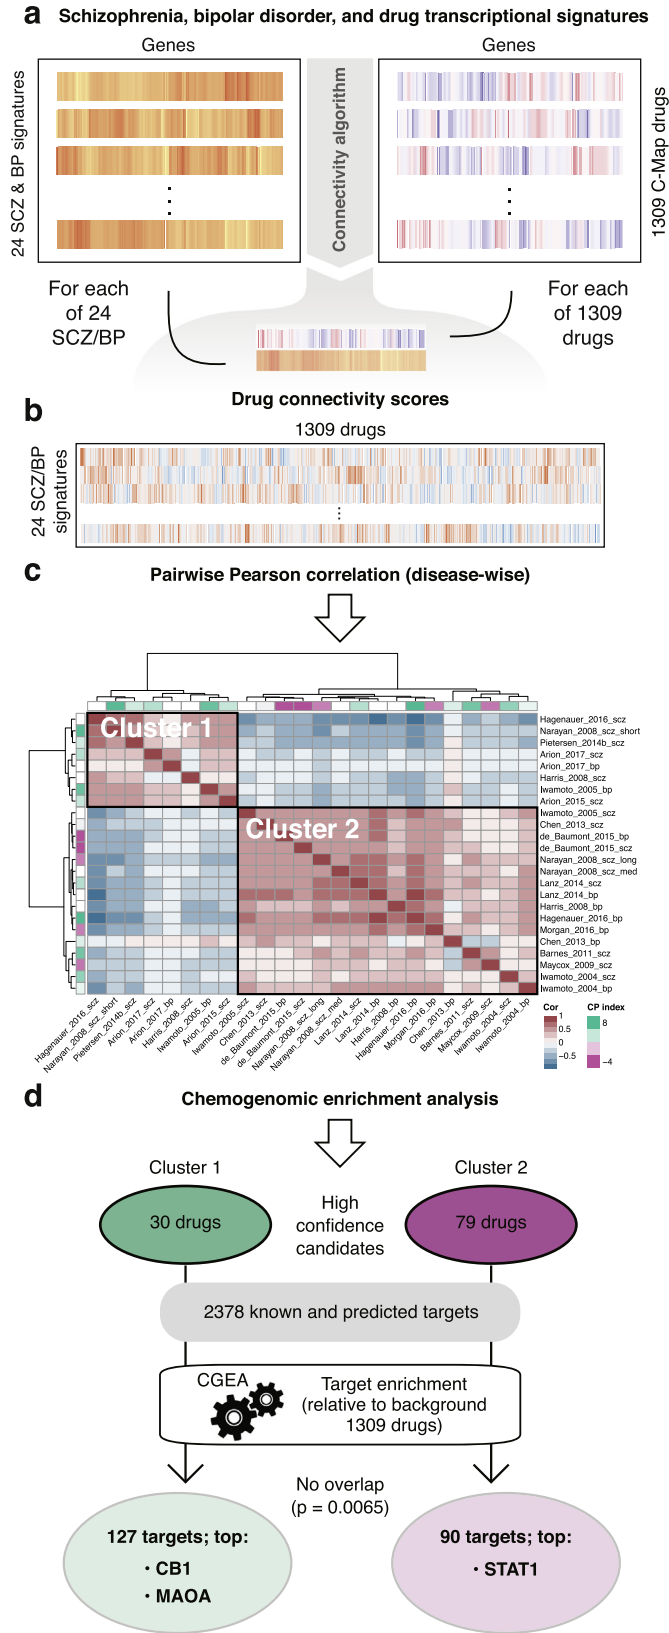 a Schizophrenia, bipolar disorder, and drug transcriptional signatures
Genes
Genes
24 SCZ & BP signatures
Connectivity algorithm
1309 C-Map drugs
For each
of 24
SCZ/BP
For each
of 1309
drugs
b
Drug connectivity scores
1309 drugs
24 SCZ/BP
signatures
c
Pairwise Pearson correlation (disease-wise)
Cluster 1
Cluster 2
Hagenauer_2016_scz
Narayan_2008_scz_short
Pietersen_2014b_scz
Arion_2017_scz
Arion_2017_bp
Harris_2008_scz
Iwamoto_2005_bp
Arion_2015_scz
Iwamoto_2005_scz
Chen_2013_scz
de_Baumont_2015_bp
de_Baumont_2015_scz
Narayan_2008_scz_long
Narayan_2008_scz_med
Lanz_2014_scz
Lanz_2014_bp
Harris_2008_bp
Hagenauer_2016_bp
Morgan_2016_bp
Chen_2013_bp
Barnes_2011_scz
Maycox_2009_scz
Iwamoto_2004_scz
Iwamoto_2004_bp
Hagenauer_2016_scz
Narayan_2008_scz_short
Pietersen_2014b_scz
Arion_2017_scz
Arion_2017_bp
Harris_2008_scz
Iwamoto_2005_bp
Arion_2015_scz
Iwamoto_2005_scz
Chen_2013_scz
de_Baumont_2015_bp
de_Baumont_2015_scz
Narayan_2008_scz_long
Narayan_2008_scz_med
Lanz_2014_scz
Lanz_2014_bp
Harris_2008_bp
Hagenauer_2016_bp
Morgan_2016_bp
Chen_2013_bp
Barnes_2011_scz
Maycox_2009_scz
Iwamoto_2004_scz
Iwamoto_2004_bp
Cor
1
0.5
0
−0.5
CP index
8
−4
d
Chemogenomic enrichment analysis
Cluster 1
Cluster 2
30 drugs
High
confidence
candidates
79 drugs
2378 known and predicted targets
CGEA
Target enrichment
(relative to background
1309 drugs)
No overlap
(p = 0.0065)
127 targets; top:
· CB1
· MAOA
90 targets; top:
· STAT1